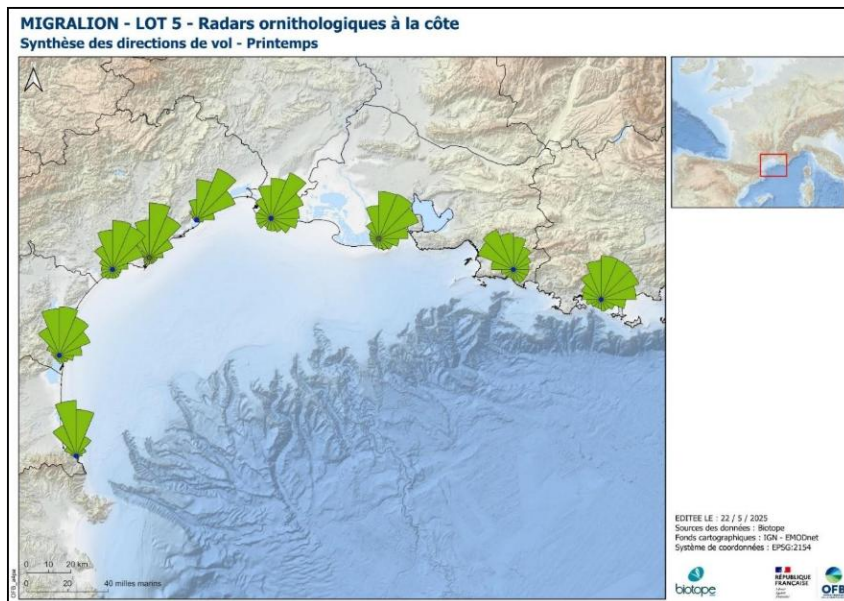 MIGRALION - LOT 5 - Radars ornithologiques à la côte
Synthèse des directions de vol - Printemps
0 10 20 km
0 20 40 milles marins
EDITEE LE : 22 / 5 / 2025
Sources des données : Biotope
Fonds cartographiques : IGN - EMODnet
Système de coordonnées : EPSG:2154
biotope
RÉPUBLIQUE
FRANÇAISE
OFB